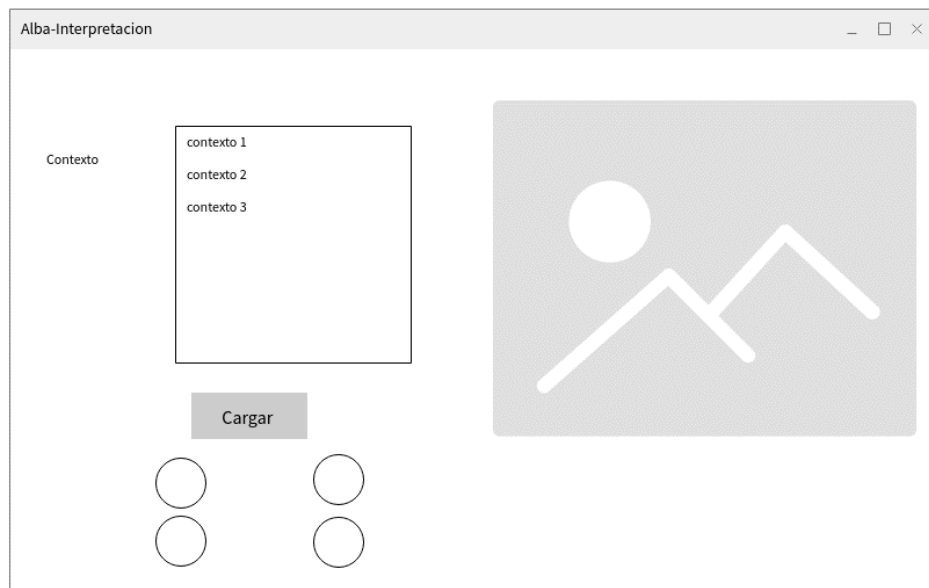 Alba-Interpretacion
Contexto
contexto 1
contexto 2
contexto 3
Cargar